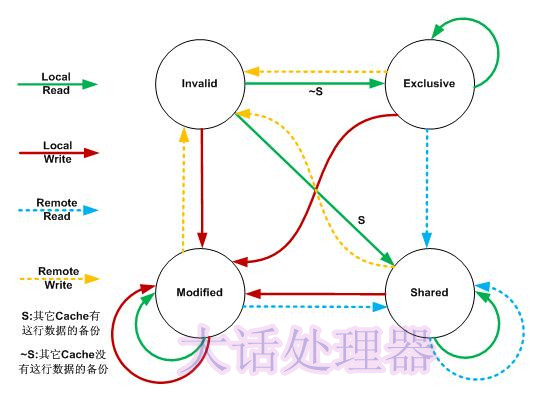 Invalid
Exclusive
Local
Read
~S
Local
Write
Remote
Read
S
Remote
Write
Modified
Shared
S:其它Cache有
这行数据的备份
~S:其它Cache没
有这行数据的备份
大话处理器